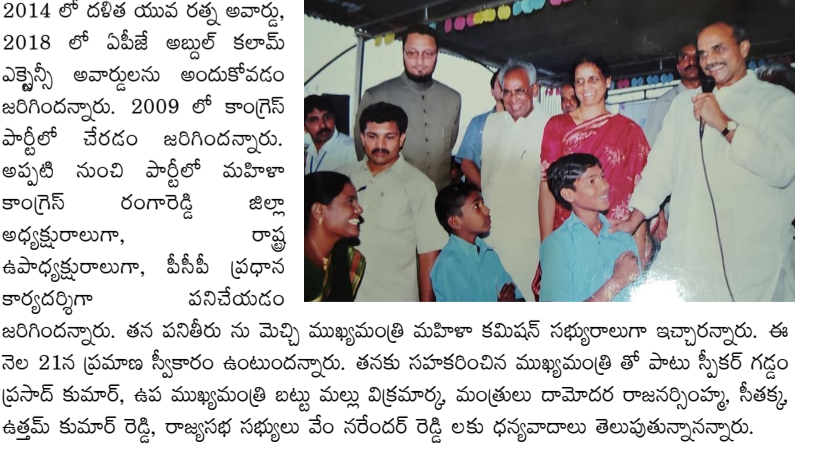 2014 లో దళిత యువ రత్న అవార్డు,
2018 లో ఏపీజే అబ్దుల్ కలామ్
ఎక్ష్లెన్సీ అవార్డులను అందుకోవడం
జరిగిందన్నారు. 2009 లో కాంగ్రెస్
పార్టీలో చేరడం జరిగిందన్నారు.
అప్పటి నుంచి పార్టీలో మహిళా
కాంగ్రెస్ రంగారెడ్డి జిల్లా
అధ్యక్షురాలుగా, రాష్ట్ర
ఉపాధ్యక్షురాలుగా, పీసీపీ ప్రధాన
కార్యదర్శిగా పనిచేయడం
జరిగిందన్నారు. తన పనితీరు ను మెచ్చి ముఖ్యమంత్రి మహిళా కమిషన్ సభ్యురాలుగా ఇచ్చారన్నారు. ఈ
నెల 21న ప్రమాణ స్వీకారం ఉంటుందన్నారు. తనకు సహకరించిన ముఖ్యమంత్రి తో పాటు స్పీకర్ గడ్డం
ప్రసాద్ కుమార్, ఉప ముఖ్యమంత్రి బట్టు మల్లు విక్రమార్క, మంత్రులు దామోదర రాజనర్సింహ్మ, సీతక్క,
ఉత్తమ్ కుమార్ రెడ్డి, రాజ్యసభ సభ్యులు వేం నరేందర్ రెడ్డి లకు ధన్యవాదాలు తెలుపుతున్నానన్నారు.